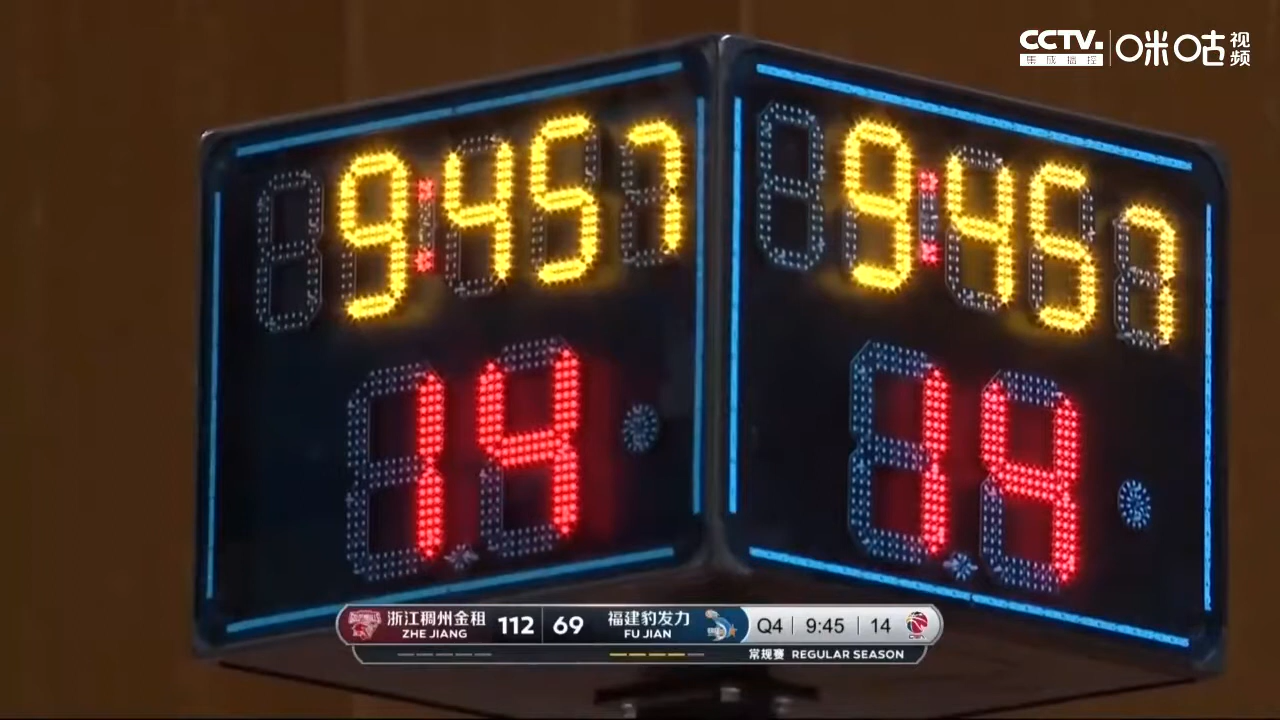 CCTV.
集成播控
咪咕视频
9:45 7
14
9:45 7
14
浙江稠州金租
ZHE JIANG
112
69
福建豹发力
FU JIAN
Q4
9:45
14
常规赛 REGULAR SEASON